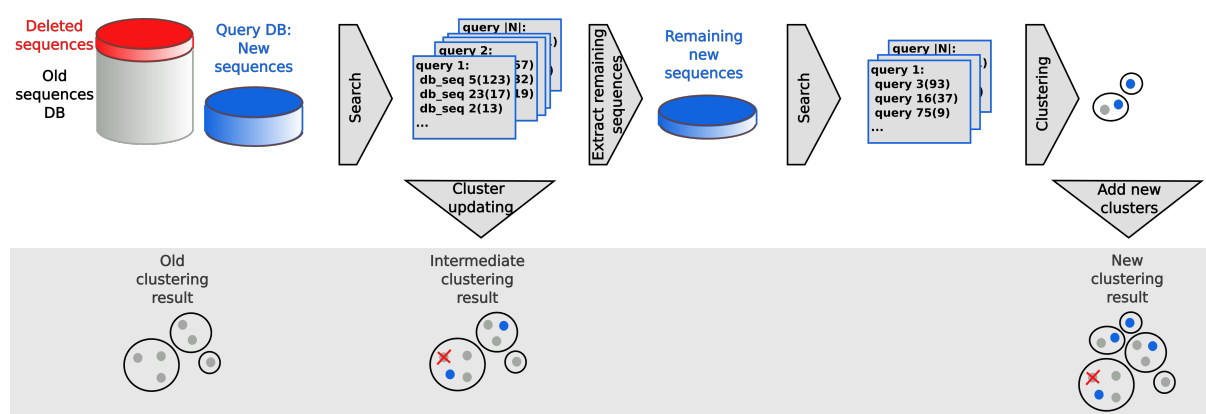 Deleted
sequences
Old
sequences
DB
Query DB:
New
sequences
Search
query |N|:
query 2:
57)
32)
19)
query 1:
db_seq 5(123)
db_seq 23(17)
db_seq 2(13)
...
Cluster
updating
Extract remaining
sequences
Remaining
new
sequences
Search
query |N|:
query 1:
query 3(93)
query 16(37)
query 75(9)
...
Clustering
Add new
clusters
Old
clustering
result
Intermediate
clustering
result
New
clustering
result